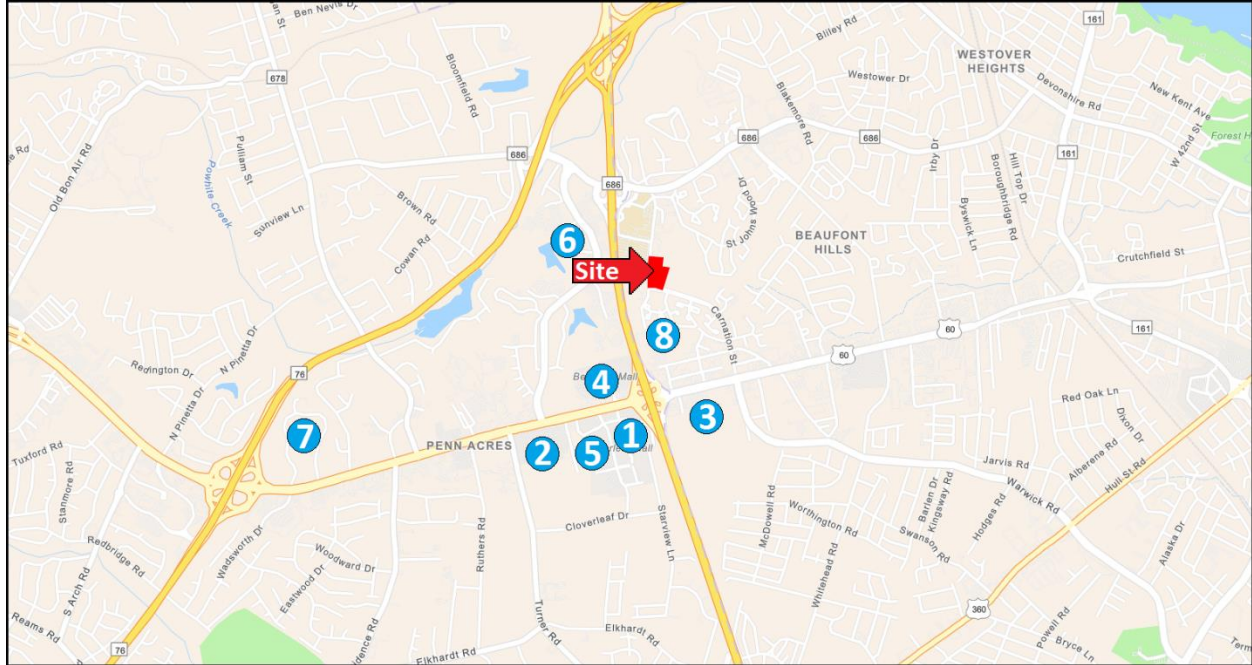 Ben Nevis Dr
161
Bliley Rd
WESTOVER
HEIGHTS
678
Bloomfield Rd
Westower Dr
Devonshire Rd
New Kent Ave
Blakemore Rd
W 42nd St
Forest H
Old Bon Air Rd
Pulliam St
686
686
686
161
Irby Dr
Hill Top Dr
Boroughbridge Rd
Powhite Creek
686
Brown Rd
St Johns Wood Dr
Byswick Ln
Sunview Ln
Cowan Rd
6
BEAUFONT
HILLS
Crutchfield St
Site
Carnation St
N Pinetta Dr
8
60
60
161
76
4
Mall
Red Oak Ln
N Pinetta Dr
3
Dixon Dr
7
PENN ACRES
2
5
1
Alberene Rd
Tuxford Rd
Jarvis Rd
Hull St Rd
Stanmore Rd
Warwick Rd
Barlen Dr
Kingsway Rd
Hodges Rd
McDowell Rd
Worthington Rd
Swanson Rd
Cloverleaf Dr
Starview Ln
Ruthers Rd
Redbridge Rd
Wadsworth Dr
Woodward Dr
Eastwood Dr
Whitehead Rd
Alaska Dr
S Arch Rd
360
Turner Rd
Elkhardt Rd
Powell Rd
Reams Rd
76
Elkhardt Rd
Bryce Ln